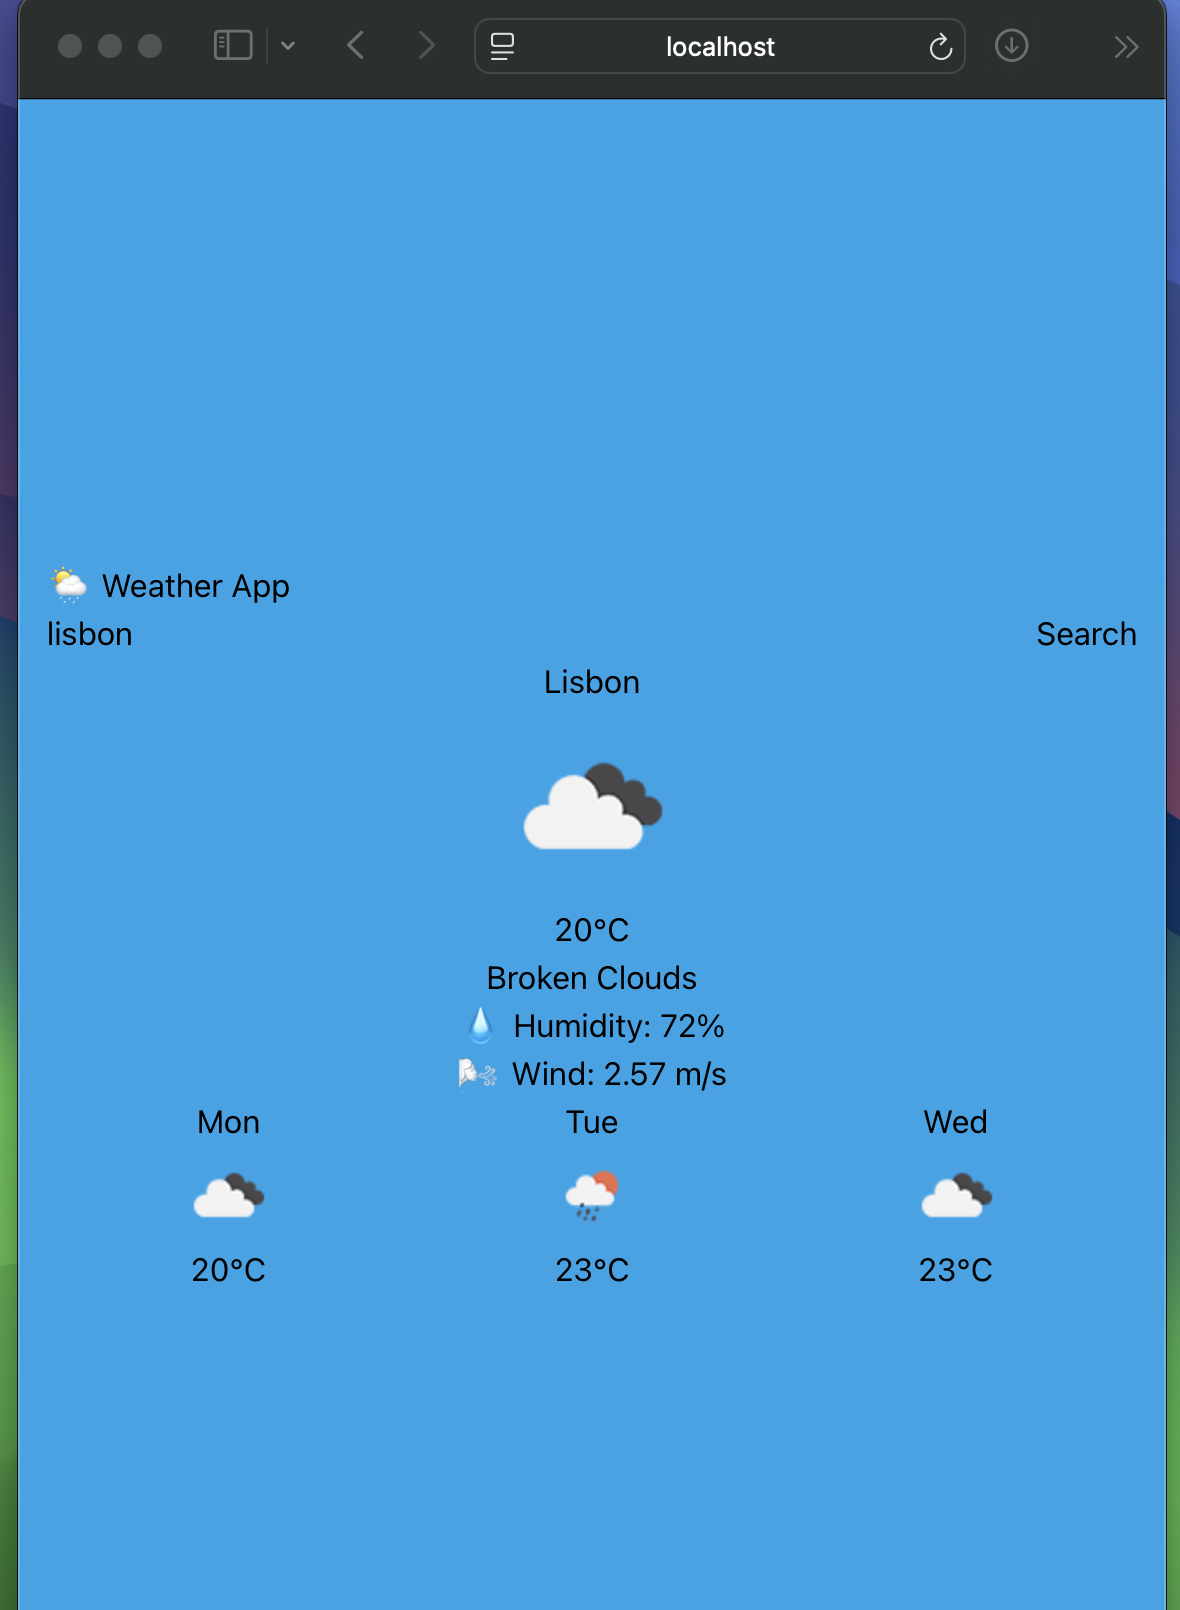 localhost
Weather App
lisbon Search
Lisbon
20°C
Broken Clouds
Humidity: 72%
Wind: 2.57 m/s
Mon Tue Wed
20°C 23°C 23°C